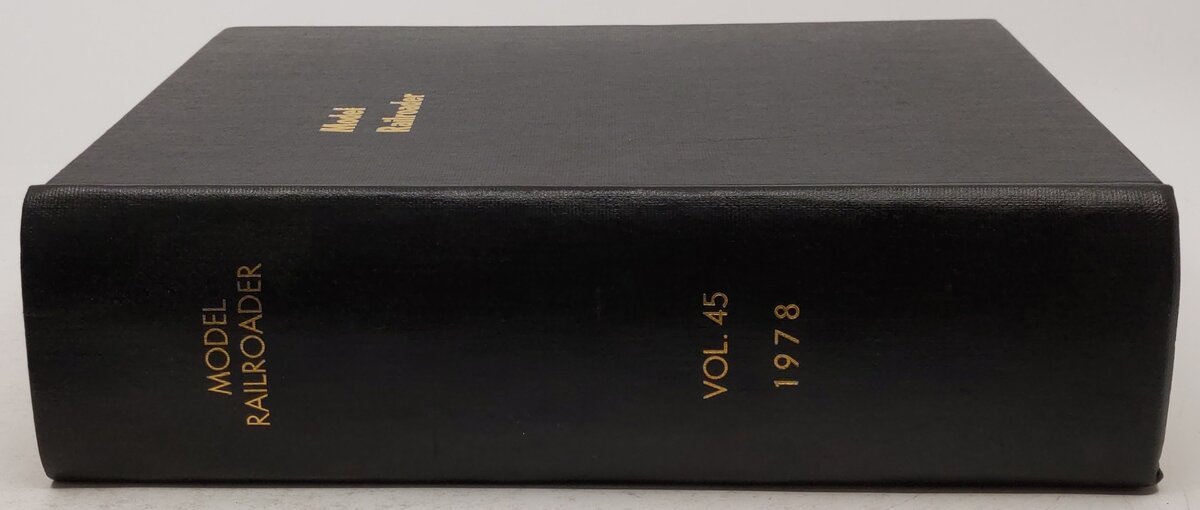 Model
Railroader
MODEL
RAILROADER
VOL. 45
1978